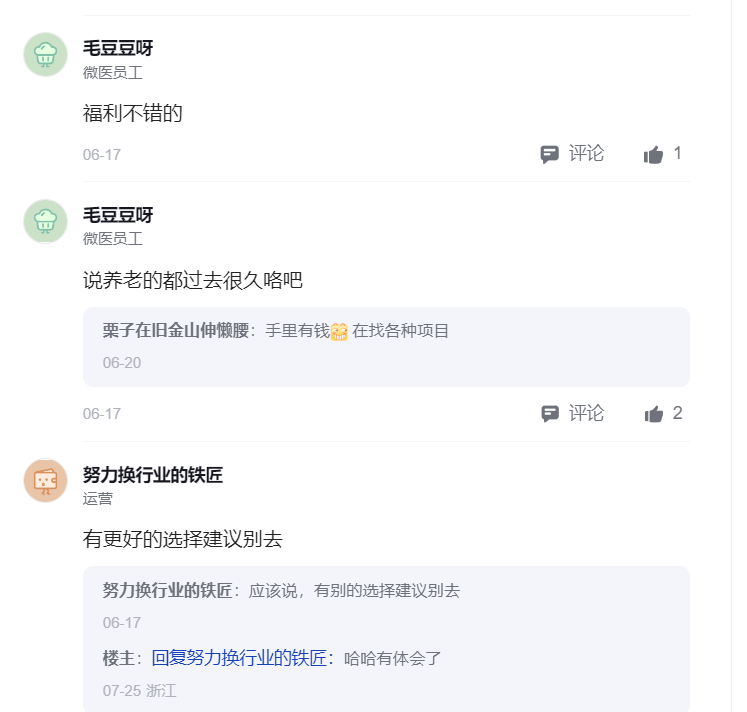 毛豆豆呀
微医员工
福利不错的
06-17 评论 1
毛豆豆呀
微医员工
说养老的都过去很久咯吧
栗子在旧金山伸懒腰：手里有钱 在找各种项目
06-20
06-17 评论 2
努力换行业的铁匠
运营
有更好的选择建议别去
努力换行业的铁匠：应该说，有别的选择建议别去
06-17
楼主：回复努力换行业的铁匠：哈哈有体会了
07-25 浙江